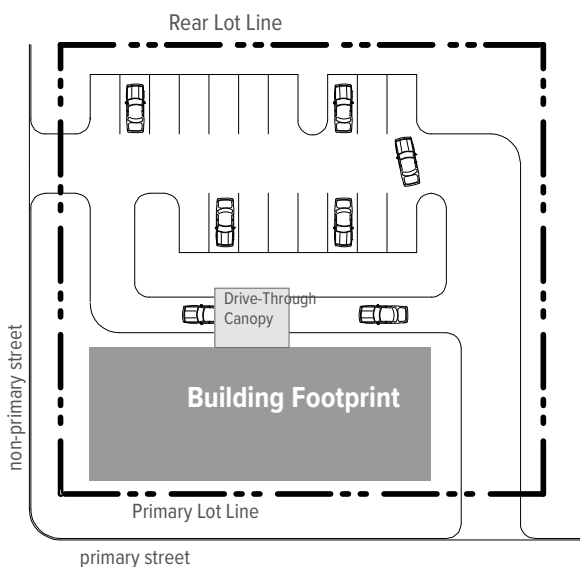 Rear Lot Line
Drive-Through
Canopy
Building Footprint
non-primary street
Primary Lot Line
primary street